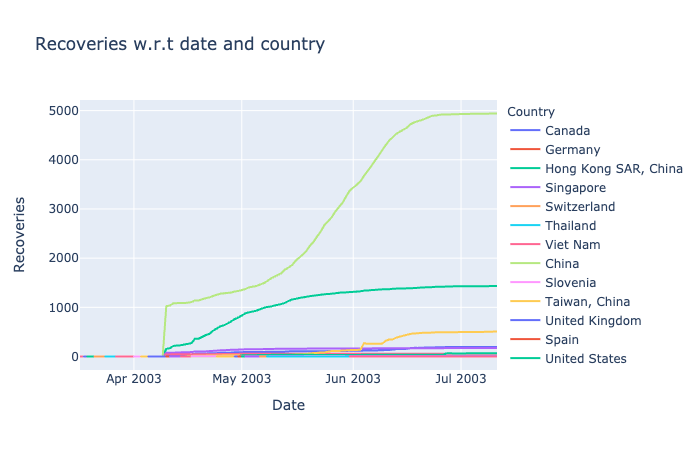 Recoveries w.r.t date and country
Country
Canada
Germany
Hong Kong SAR, China
Singapore
Switzerland
Thailand
Viet Nam
China
Slovenia
Taiwan, China
United Kingdom
Spain
United States
Recoveries
5000
4000
3000
2000
1000
0
Apr 2003 May 2003 Jun 2003 Jul 2003
Date